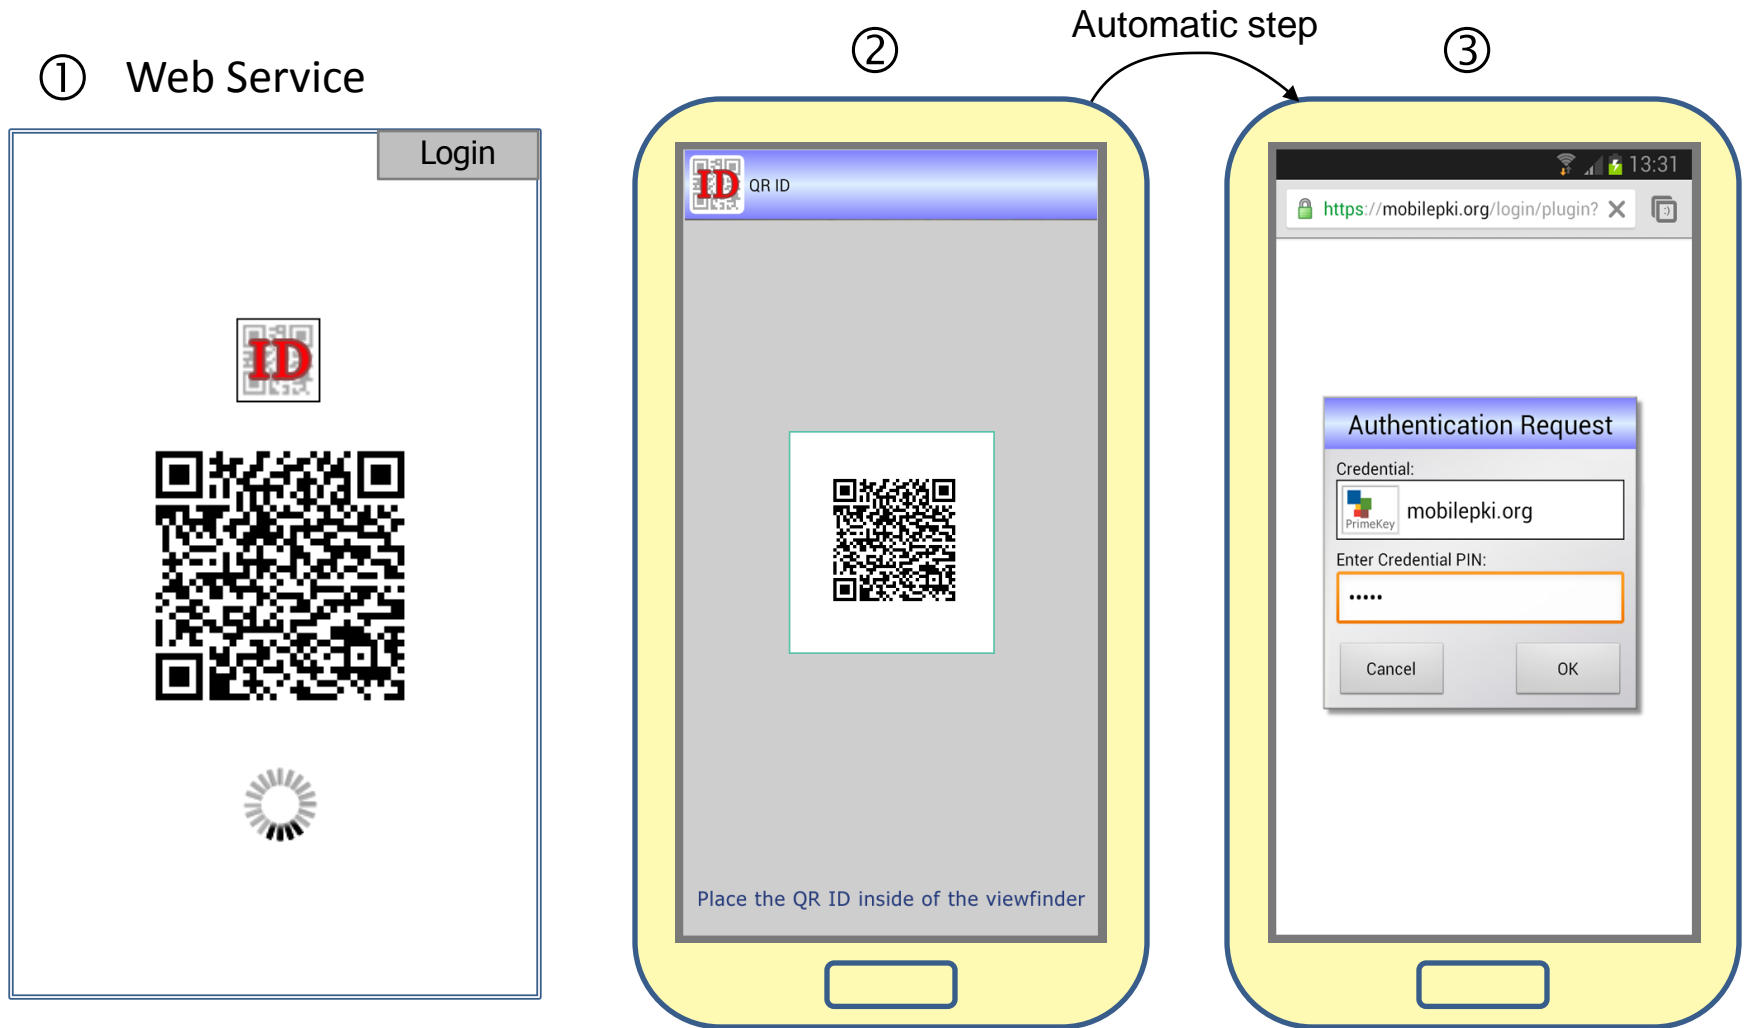 ① Web Service
Login
ID
②
ID QR ID
Place the QR ID inside of the viewfinder
Automatic step
③
13:31
https://mobilepki.org/login/plugin?
Authentication Request
Credential:
PrimeKey mobilepki.org
Enter Credential PIN:
•••••
Cancel OK